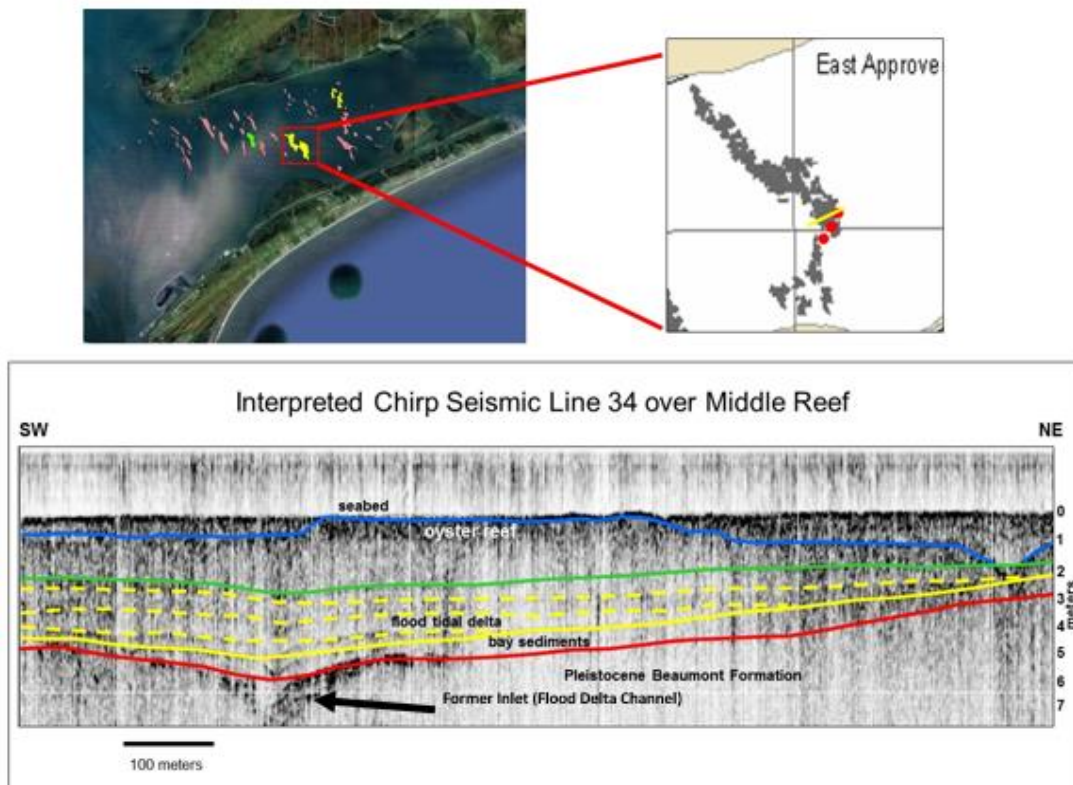 East Approve
Interpreted Chirp Seismic Line 34 over Middle Reef
SW
NE
seabed
oyster reef
flood tidal delta
bay sediments
Pleistocene Beaumont Formation
Former Inlet (Flood Delta Channel)
0
1
2
3
4
5
6
7
meters
100 meters